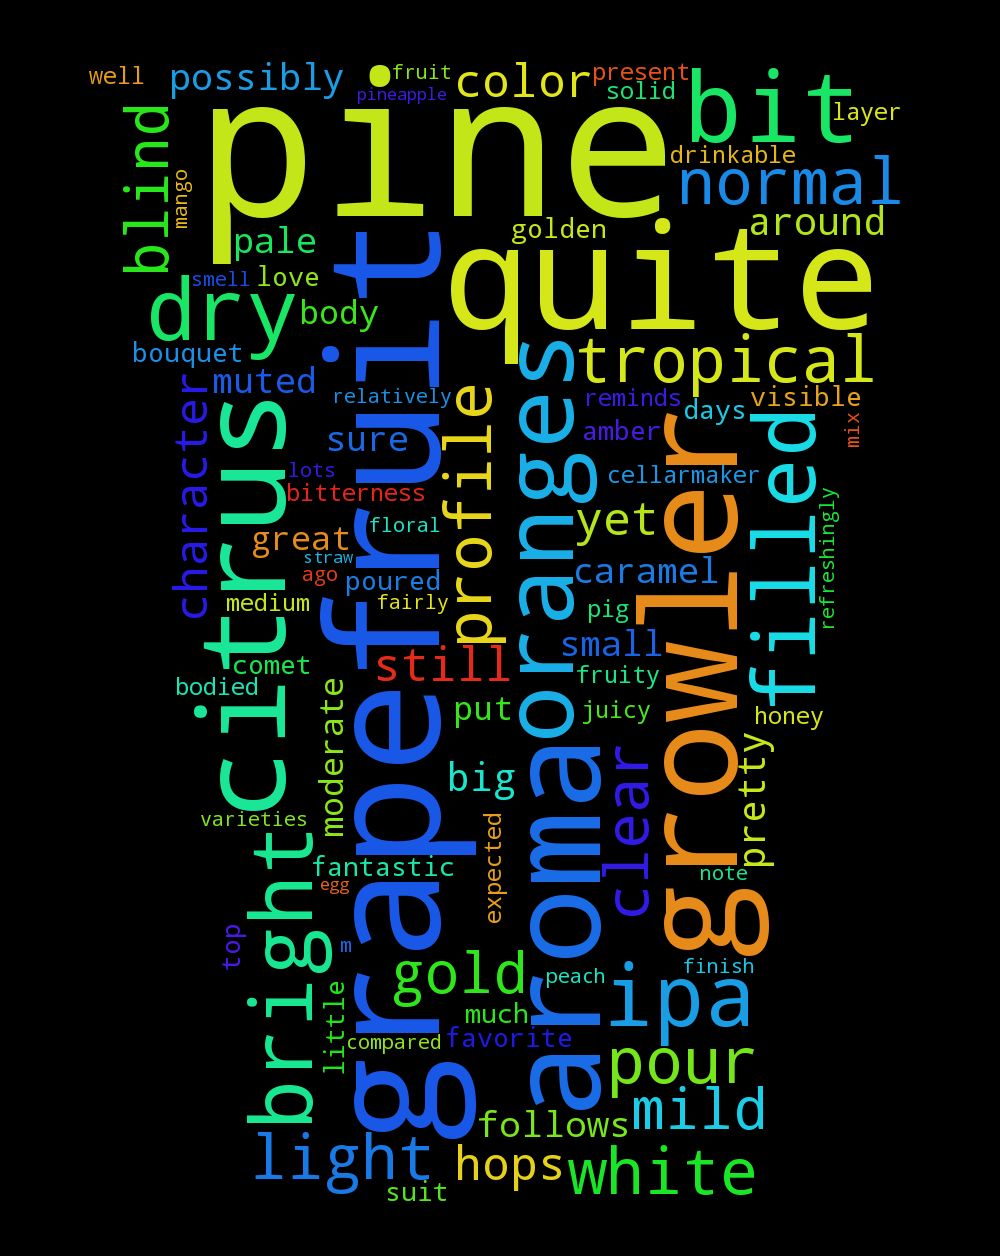 well
possibly
fruit
pineapple
color
present
solid
bit
layer
pine
blind
mango
drinkable
normal
golden
around
pale
quite
smell
love
dry
body
bouquet
muted
tropical
relatively
reminds
days
visible
mix
character
citrus
grapefruit
sure
profile
oranges
amber
growler
filled
lots
bitterness
cellarmaker
refreshingly
floral
great
straw
ago
poured
yet
caramel
medium
fairly
pig
small
comet
still
fruity
bodied
moderate
put
juicy
honey
big
aroma
clear
pretty
varieties
bright
fantastic
egg
expected
note
top
m
gold
peach
finish
ipa
little
much
compared
favorite
pour
mild
follows
light
hops
white
suit